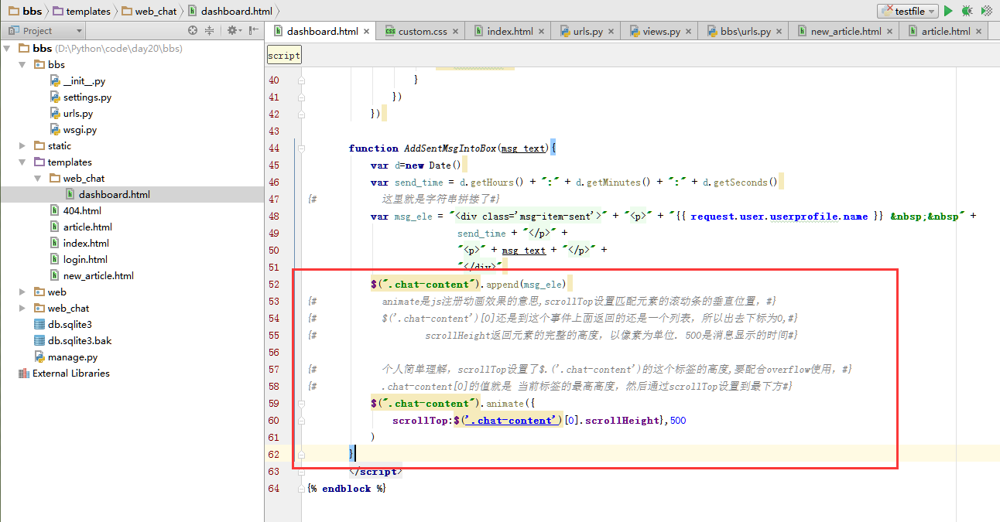 bbs templates web_chat dashboard.html testfile
Project dashboard.html custom.css index.html urls.py views.py bbs\urls.py new_article.html article.html
bbs (D:\Python\code\day20\bbs)
bbs
__init__.py
settings.py
urls.py
wsgi.py
static
templates
web_chat
dashboard.html
404.html
article.html
index.html
login.html
new_article.html
web
web_chat
db.sqlite3
db.sqlite3.bak
manage.py
External Libraries
script
40 }
41 })
42 })
43
44 function AddSentMsgIntoBox(msg_text){
45 var d=new Date()
46 var send_time = d.getHours() + ":" + d.getMinutes() + ":" + d.getSeconds()
47 {# 这里就是字符串拼接了#}
48 var msg_ele = "<div class='msg-item-sent'>" + "<p>" + "{{ request.user.userprofile.name }} &nbsp;&nbsp" +
49 send_time + "</p>" +
50 "<p>" + msg_text + "</p>" +
51 "</div>"
52 $(".chat-content").append(msg_ele)
53 {# animate是js注册动画效果的意思,scrollTop设置匹配元素的滚动条的垂直位置，#}
54 {# $('.chat-content')[0]还是到这个事件上面返回的还是一个列表，所以出去下标为0,#}
55 {# scrollHeight返回元素的完整的高度，以像素为单位. 500是消息显示的时间#}
56
57 {# 个人简单理解，scrollTop设置了$.('.chat-content')的这个标签的高度,要配合overflow使用，#}
58 {# .chat-content[0]的值就是 当前标签的最高高度，然后通过scrollTop设置到最下方#}
59 $(".chat-content").animate({
60 scrollTop:$('.chat-content')[0].scrollHeight},500
61 )
62 }
63 </script>
64 {% endblock %}